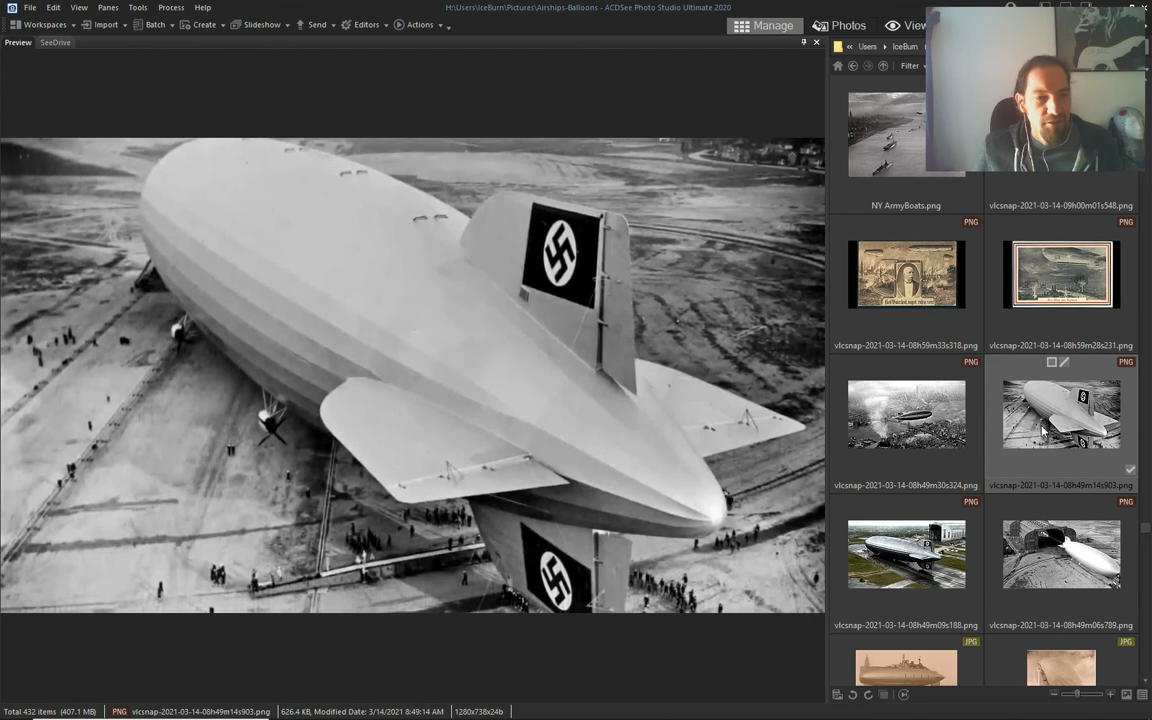 File Edit View Panes Tools Process Help
H:\Users\IceBurn\Pictures\Airships-Balloons - ACDSee Photo Studio Ultimate 2020
Workspaces Import Batch Create Slideshow Send Editors Actions
Manage Photos View
Preview SeeDrive
Users IceBurn
Filter
NY ArmyBoats.png
vlcsnap-2021-03-14-09h00m01s548.png
PNG
PNG
vlcsnap-2021-03-14-08h59m33s318.png
vlcsnap-2021-03-14-08h59m28s231.png
PNG
PNG
vlcsnap-2021-03-14-08h49m30s324.png
vlcsnap-2021-03-14-08h49m14s903.png
PNG
PNG
vlcsnap-2021-03-14-08h49m09s188.png
vlcsnap-2021-03-14-08h49m06s789.png
JPG
JPG
Total 432 items (407.1 MB) PNG vlcsnap-2021-03-14-08h49m14s903.png 626.4 KB, Modified Date: 3/14/2021 8:49:14 AM 1280x738x24b